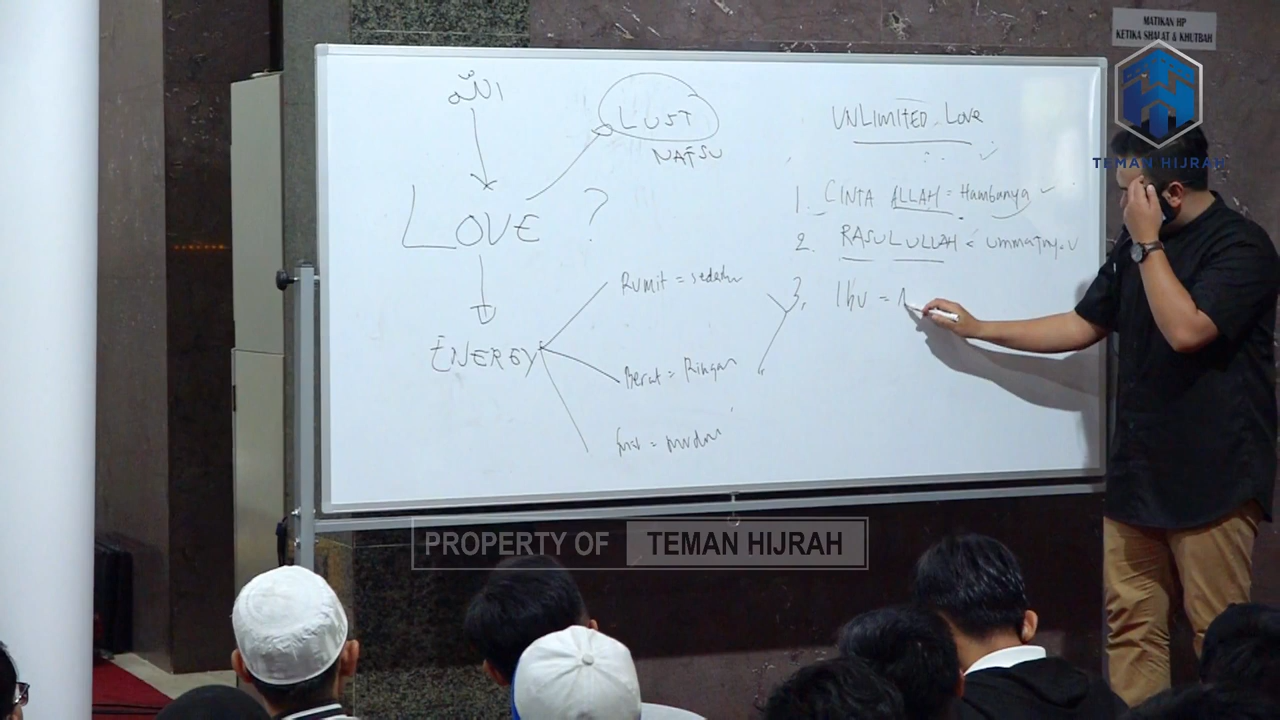 MATIKAN HP
KETIKA SHALAT & KHUTBAH
TEMAN HIJRAH
الله
LUST
NAFSU
LOVE ?
ENERGY
Rumit =
Berat = Ringan
UNLIMITED LOVE
1. CINTA ALLAH = Hambanya
2. RASULULLAH = ummatnya
3. Ibu =
PROPERTY OF TEMAN HIJRAH